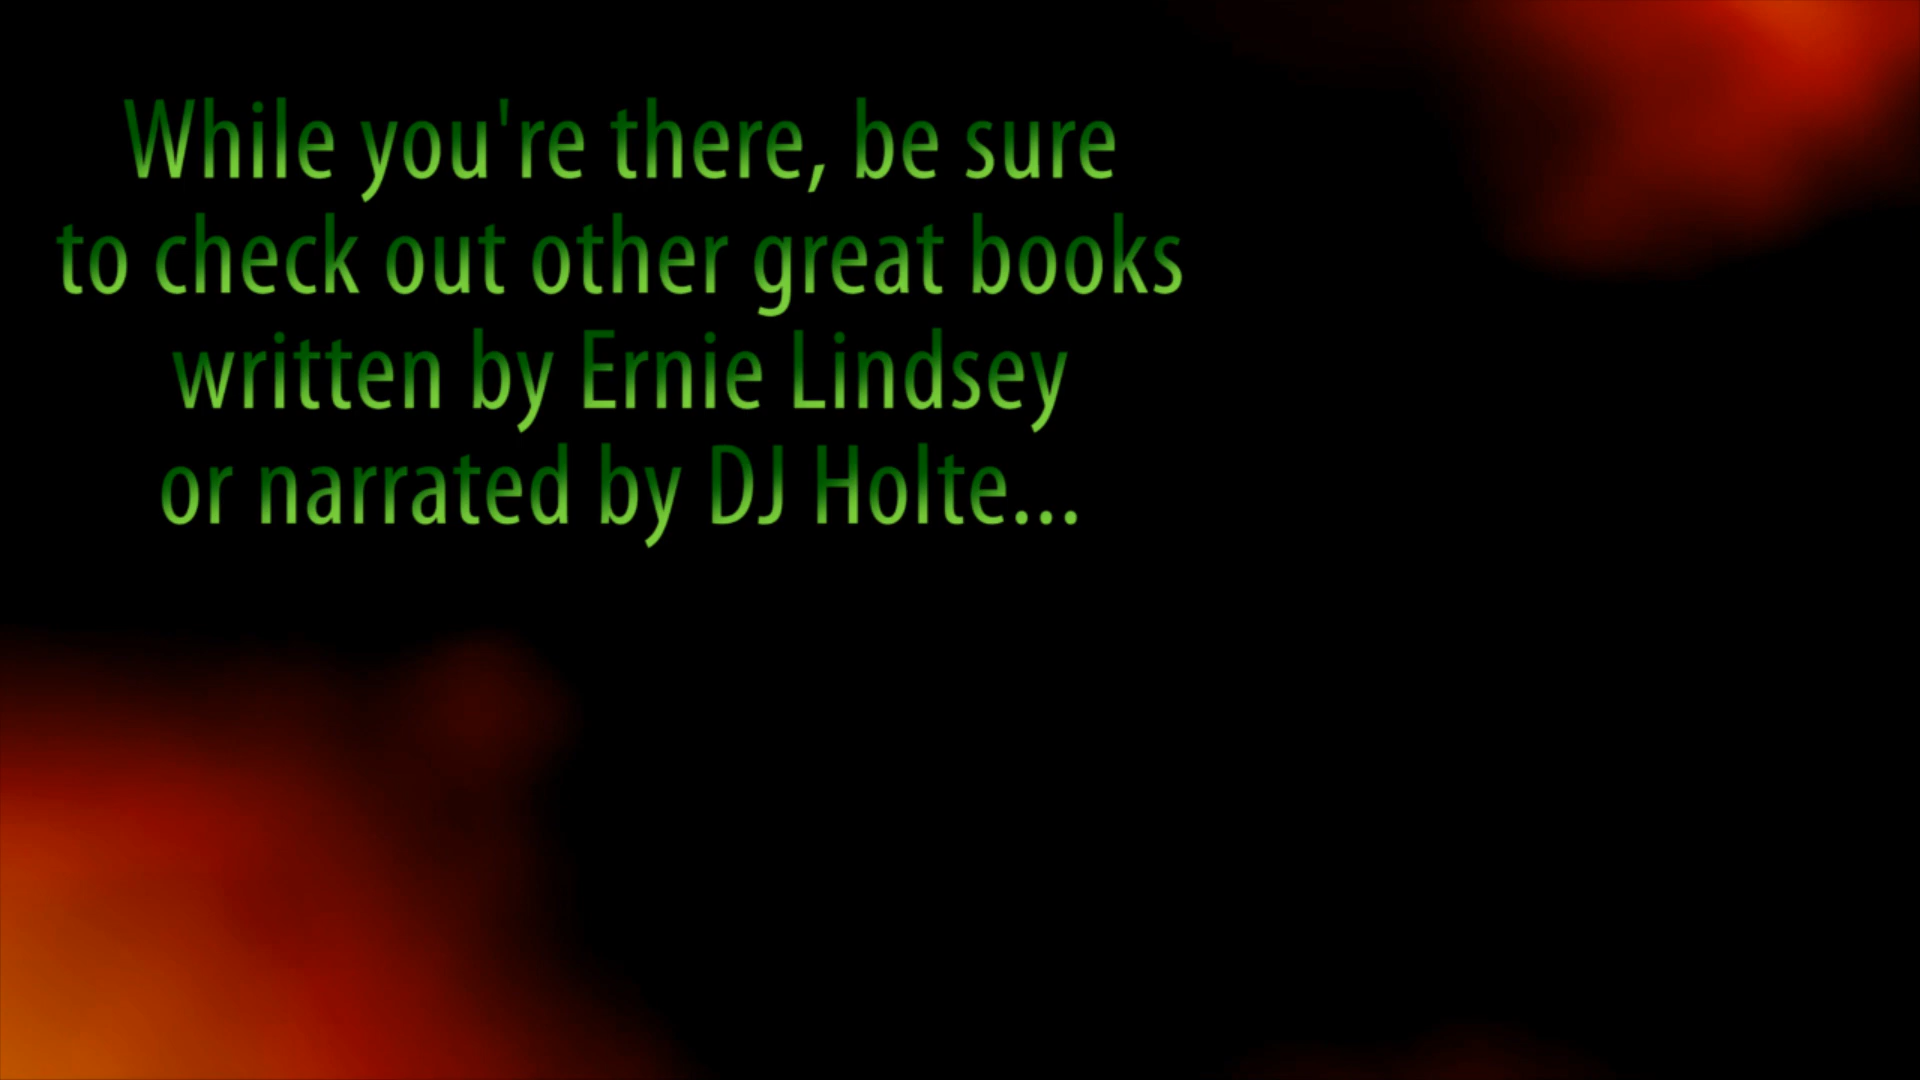 While you're there, be sure
to check out other great books
written by Ernie Lindsey
or narrated by DJ Holte...